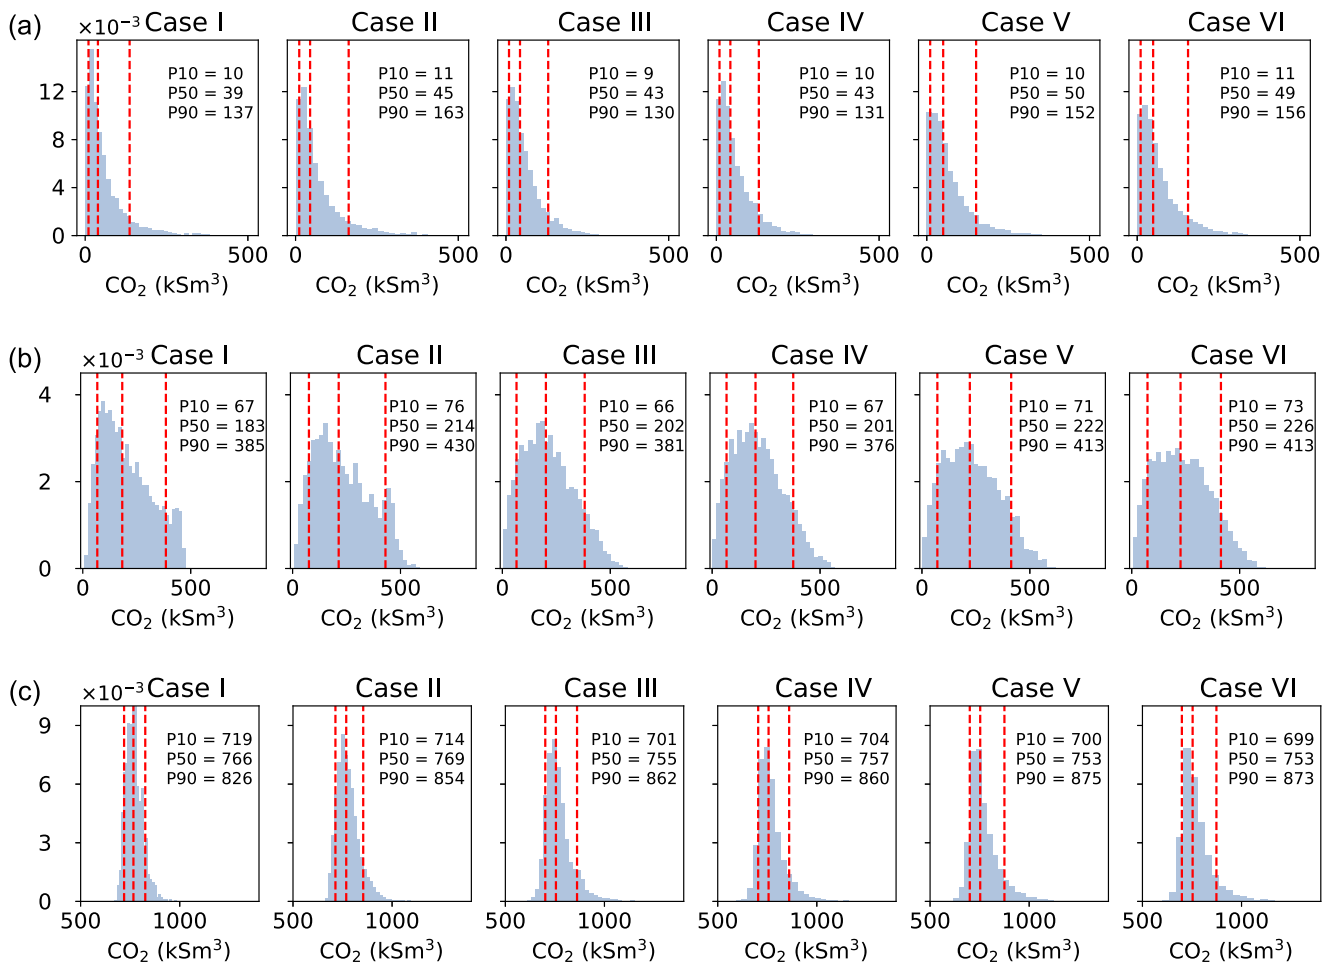 (a)
×10⁻³ Case I Case II Case III Case IV Case V Case VI
P10 = 10 P10 = 11 P10 = 9 P10 = 10 P10 = 10 P10 = 11
P50 = 39 P50 = 45 P50 = 43 P50 = 43 P50 = 50 P50 = 49
P90 = 137 P90 = 163 P90 = 130 P90 = 131 P90 = 152 P90 = 156
12
8
4
0
0 500 0 500 0 500 0 500 0 500 0 500
CO₂ (kSm³) CO₂ (kSm³) CO₂ (kSm³) CO₂ (kSm³) CO₂ (kSm³) CO₂ (kSm³)
(b)
×10⁻³ Case I Case II Case III Case IV Case V Case VI
4
P10 = 67 P10 = 76 P10 = 66 P10 = 67 P10 = 71 P10 = 73
P50 = 183 P50 = 214 P50 = 202 P50 = 201 P50 = 222 P50 = 226
P90 = 385 P90 = 430 P90 = 381 P90 = 376 P90 = 413 P90 = 413
2
0
0 500 0 500 0 500 0 500 0 500 0 500
CO₂ (kSm³) CO₂ (kSm³) CO₂ (kSm³) CO₂ (kSm³) CO₂ (kSm³) CO₂ (kSm³)
(c)
×10⁻³ Case I Case II Case III Case IV Case V Case VI
9
P10 = 719 P10 = 714 P10 = 701 P10 = 704 P10 = 700 P10 = 699
P50 = 766 P50 = 769 P50 = 755 P50 = 757 P50 = 753 P50 = 753
P90 = 826 P90 = 854 P90 = 862 P90 = 860 P90 = 875 P90 = 873
6
3
0
500 1000 500 1000 500 1000 500 1000 500 1000 500 1000
CO₂ (kSm³) CO₂ (kSm³) CO₂ (kSm³) CO₂ (kSm³) CO₂ (kSm³) CO₂ (kSm³)